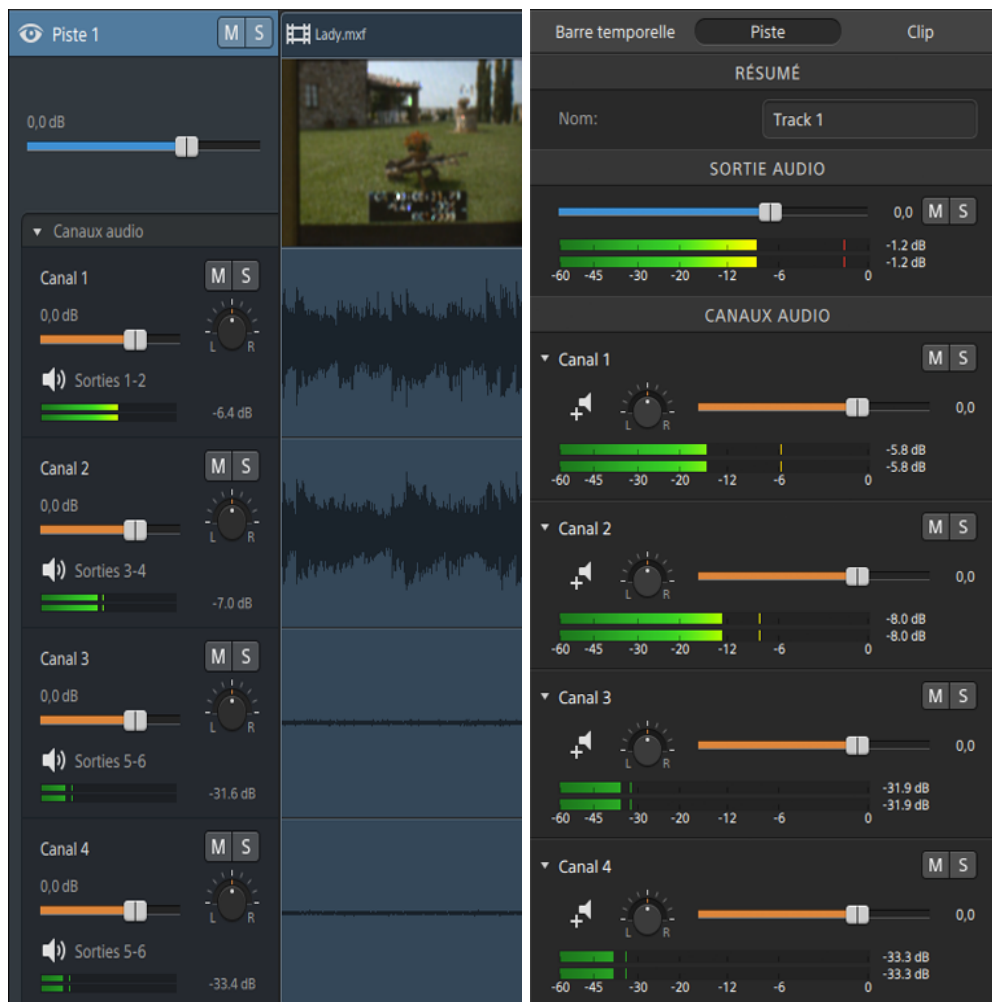 Piste 1
M S
Lady.mxf
0,0 dB
Canaux audio
Canal 1
M S
0,0 dB
L R
Sorties 1-2
-6.4 dB
Canal 2
M S
0,0 dB
L R
Sorties 3-4
-7.0 dB
Canal 3
M S
0,0 dB
L R
Sorties 5-6
-31.6 dB
Canal 4
M S
0,0 dB
L R
Sorties 5-6
-33.4 dB
Barre temporelle Piste Clip
RÉSUMÉ
Nom: Track 1
SORTIE AUDIO
0,0 M S
-1.2 dB
-1.2 dB
-60 -45 -30 -20 -12 -6 0
CANAUX AUDIO
Canal 1 M S
L R 0,0
-5.8 dB
-5.8 dB
-60 -45 -30 -20 -12 -6 0
Canal 2 M S
L R 0,0
-8.0 dB
-8.0 dB
-60 -45 -30 -20 -12 -6 0
Canal 3 M S
L R 0,0
-31.9 dB
-31.9 dB
-60 -45 -30 -20 -12 -6 0
Canal 4 M S
L R 0,0
-33.3 dB
-33.3 dB
-60 -45 -30 -20 -12 -6 0